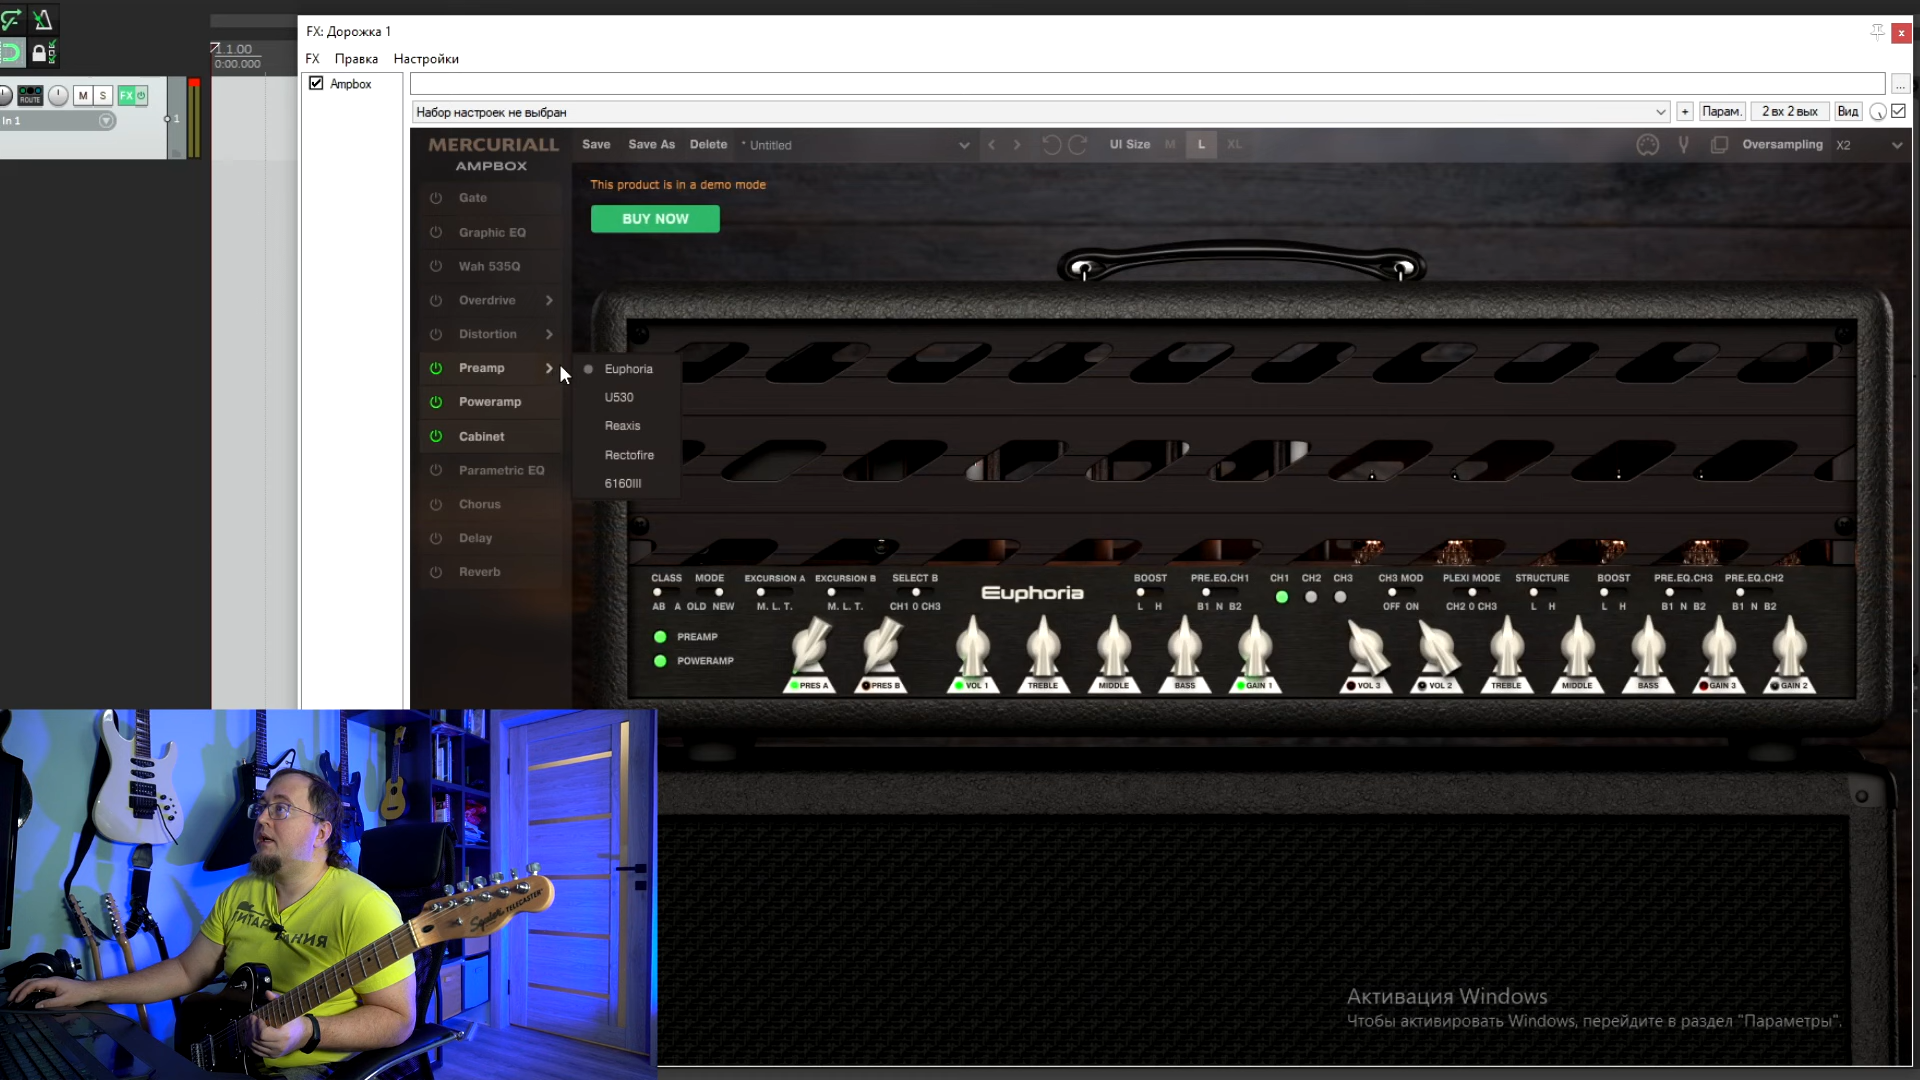 FX: Дорожка 1
FX Правка Настройки
1.1.00
0:00.000
Ampbox
ROUTE
M S FX
In 1
1
...
Набор настроек не выбран
+ Парам. 2 вх 2 вых Вид
MERCURIALL
AMPBOX
Save Save As Delete * Untitled
UI Size M L XL
Oversampling X2
This product is in a demo mode
BUY NOW
Gate
Graphic EQ
Wah 535Q
Overdrive
Distortion
Preamp
Poweramp
Cabinet
Parametric EQ
Chorus
Delay
Reverb
Euphoria
U530
Reaxis
Rectofire
6160III
CLASS MODE EXCURSION A EXCURSION B SELECT B
AB A OLD NEW M. L. T. M. L. T. CH1 0 CH3
Euphoria
BOOST PRE.EQ.CH1 CH1 CH2 CH3 CH3 MOD PLEXI MODE STRUCTURE BOOST PRE.EQ.CH3 PRE.EQ.CH2
L H B1 N B2 OFF ON CH2 0 CH3 L H L H B1 N B2 B1 N B2
PREAMP
POWERAMP
PRES A PRES B VOL 1 TREBLE MIDDLE BASS GAIN 1 VOL 3 VOL 2 TREBLE MIDDLE BASS GAIN 3 GAIN 2
Squier TELECASTER
Активация Windows
Чтобы активировать Windows, перейдите в раздел "Параметры".